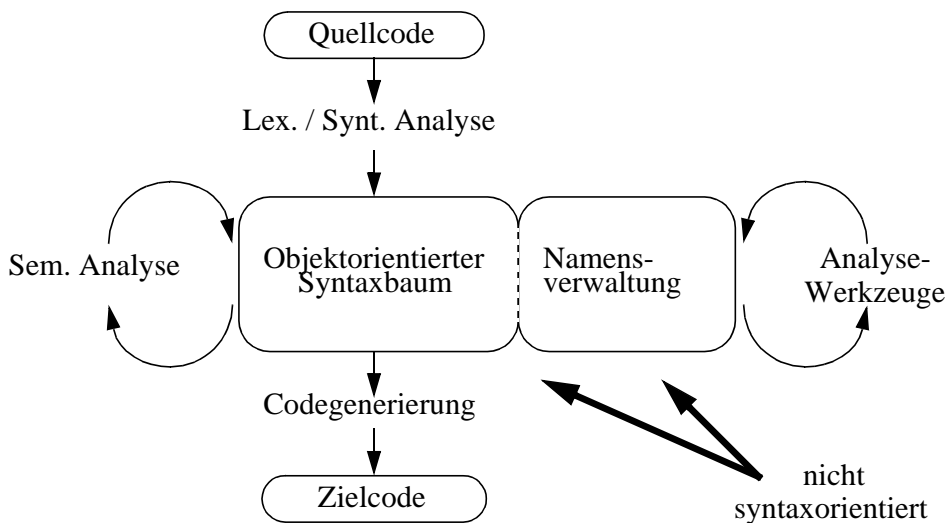 Quellcode
Lex. / Synt. Analyse
Sem. Analyse
Objektorientierter
Syntaxbaum
Namens-
verwaltung
Analyse-
Werkzeuge
Codegenerierung
Zielcode
nicht
syntaxorientiert